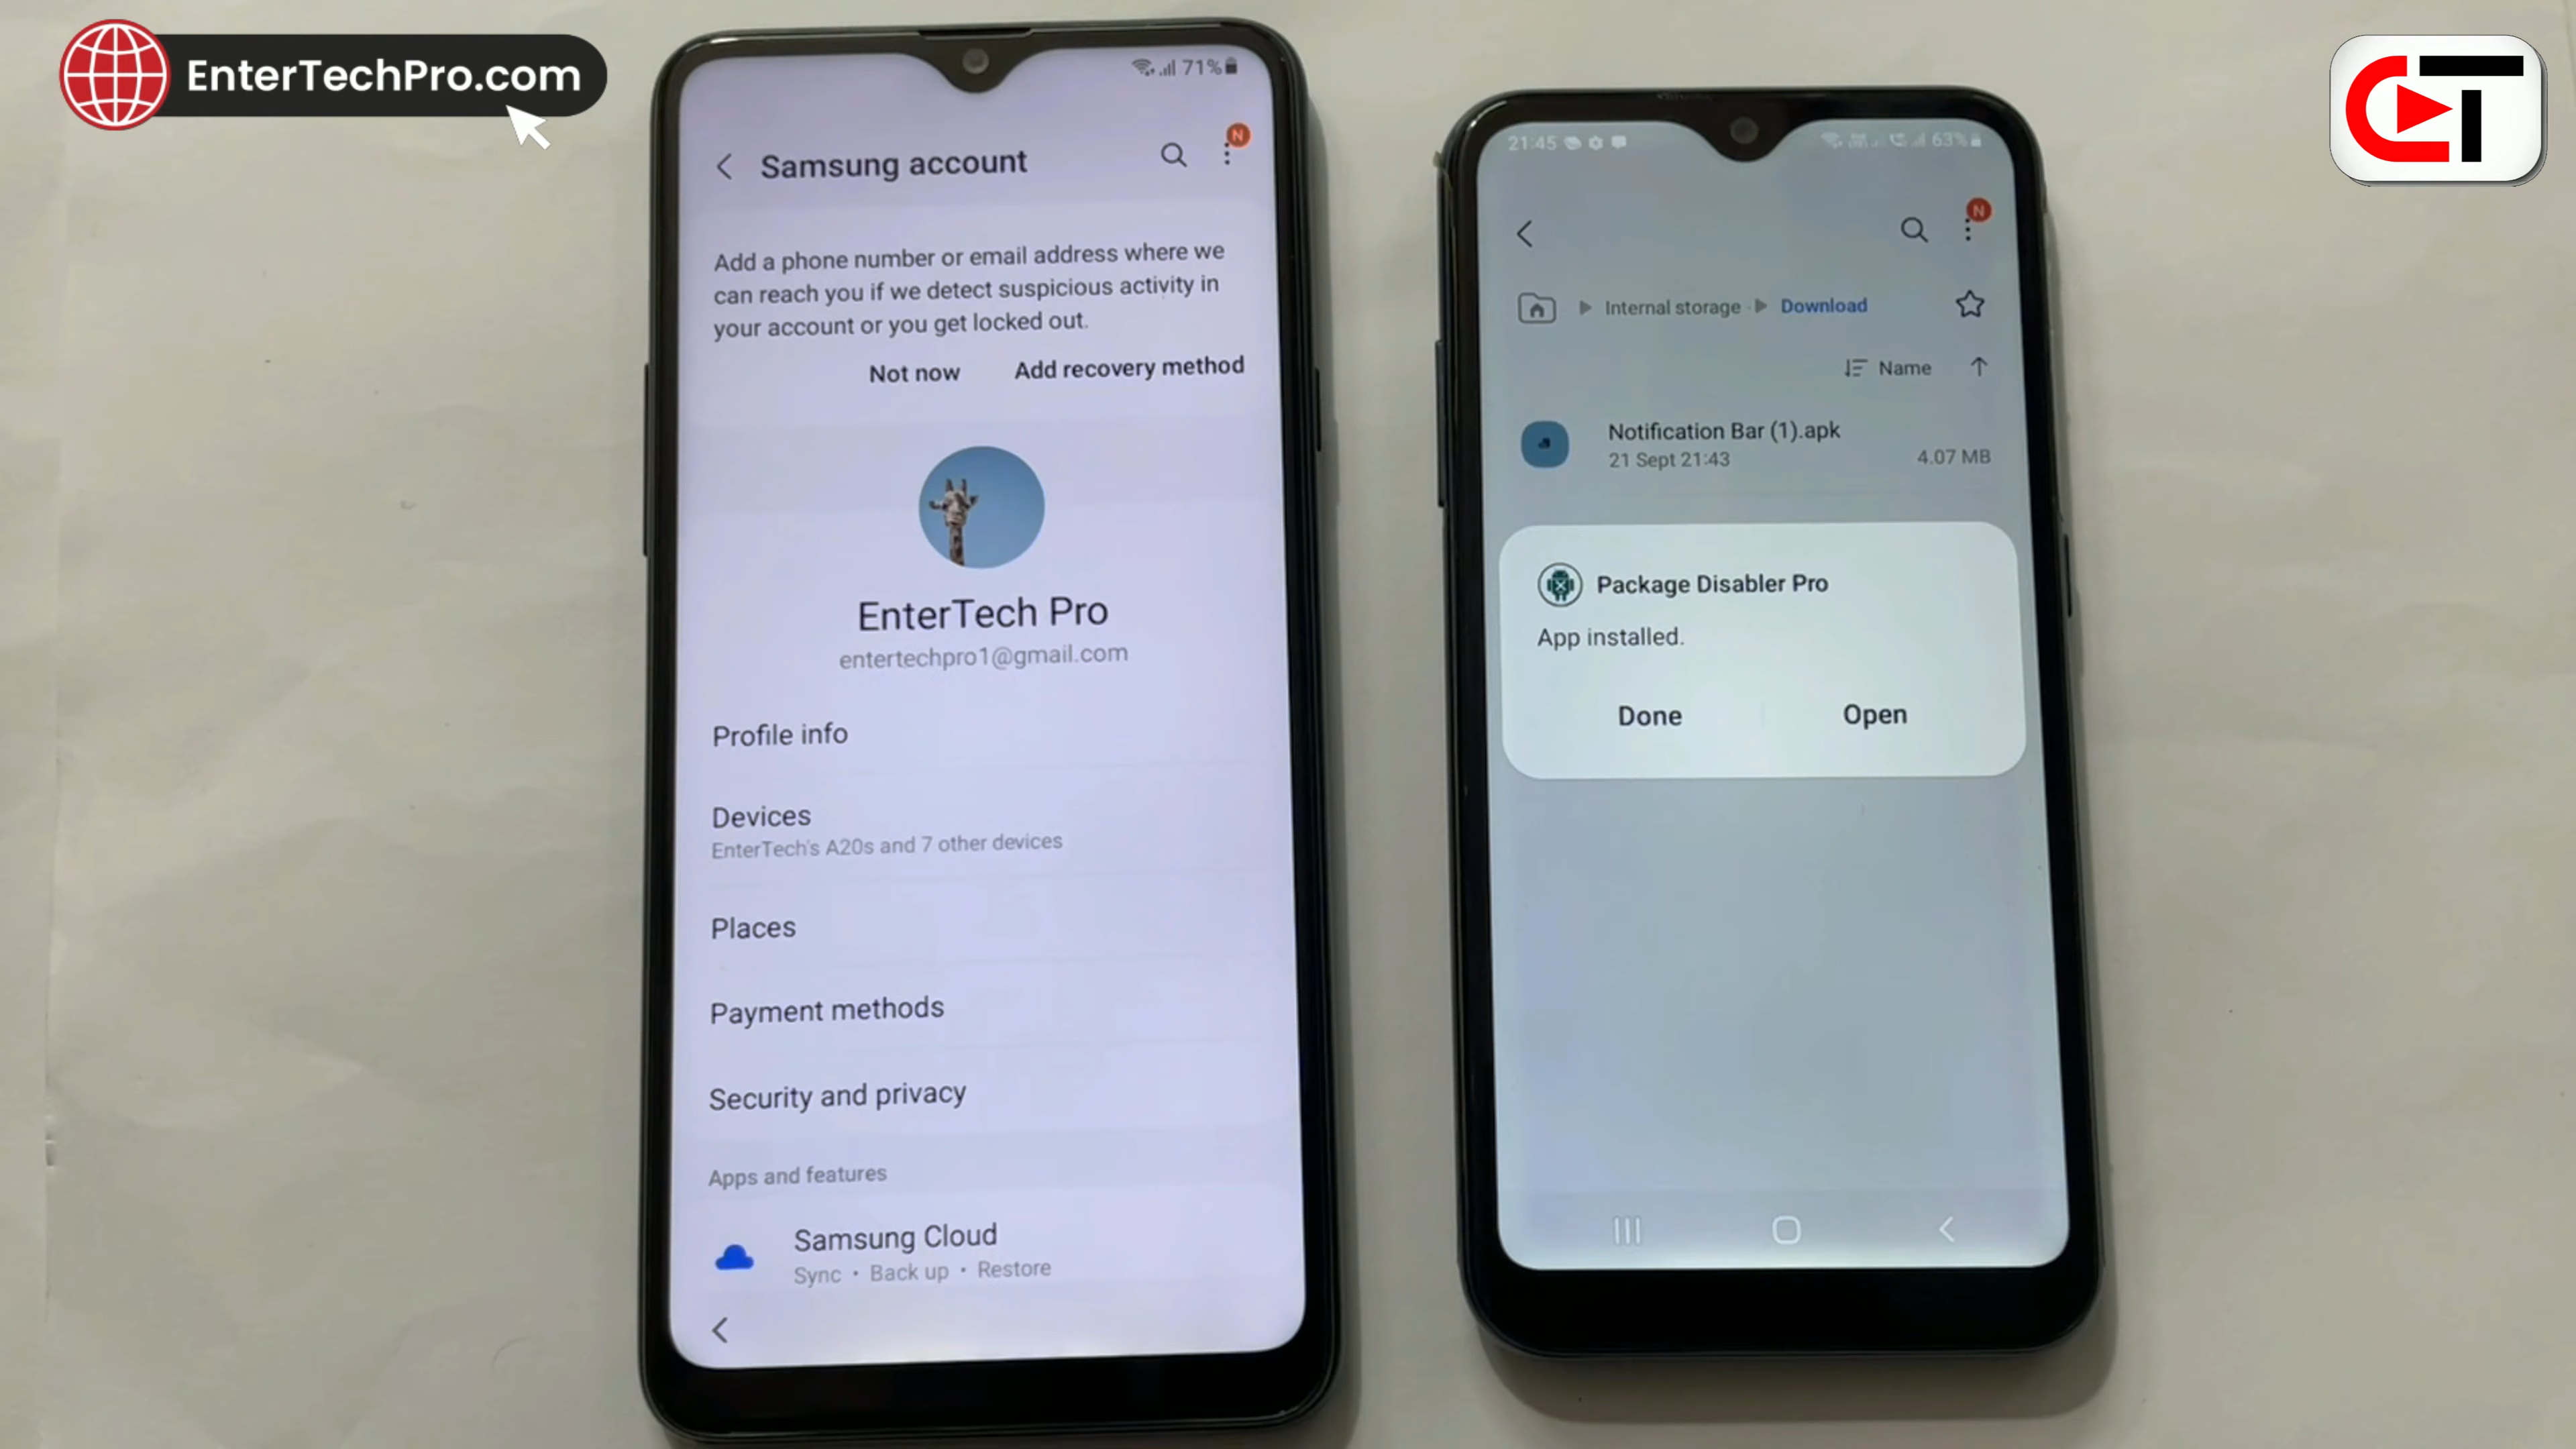 EnterTechPro.com
71%
Samsung account
N
Add a phone number or email address where we
can reach you if we detect suspicious activity in
your account or you get locked out.
Not now
Add recovery method
EnterTech Pro
entertechpro1@gmail.com
Profile info
Devices
EnterTech's A20s and 7 other devices
Places
Payment methods
Security and privacy
Apps and features
Samsung Cloud
Sync • Back up • Restore
21:45
63%
N
Internal storage
Download
Name
Notification Bar (1).apk
21 Sept 21:43
4.07 MB
Package Disabler Pro
App installed.
Done
Open